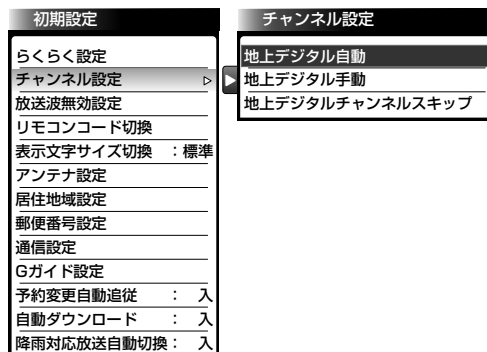 初期設定
らくらく設定
チャンネル設定
放送波無効設定
リモコンコード切換
表示文字サイズ切換 ：標準
アンテナ設定
居住地域設定
郵便番号設定
通信設定
Gガイド設定
予約変更自動追従 ： 入
自動ダウンロード ： 入
降雨対応放送自動切換： 入
チャンネル設定
地上デジタル自動
地上デジタル手動
地上デジタルチャンネルスキップ